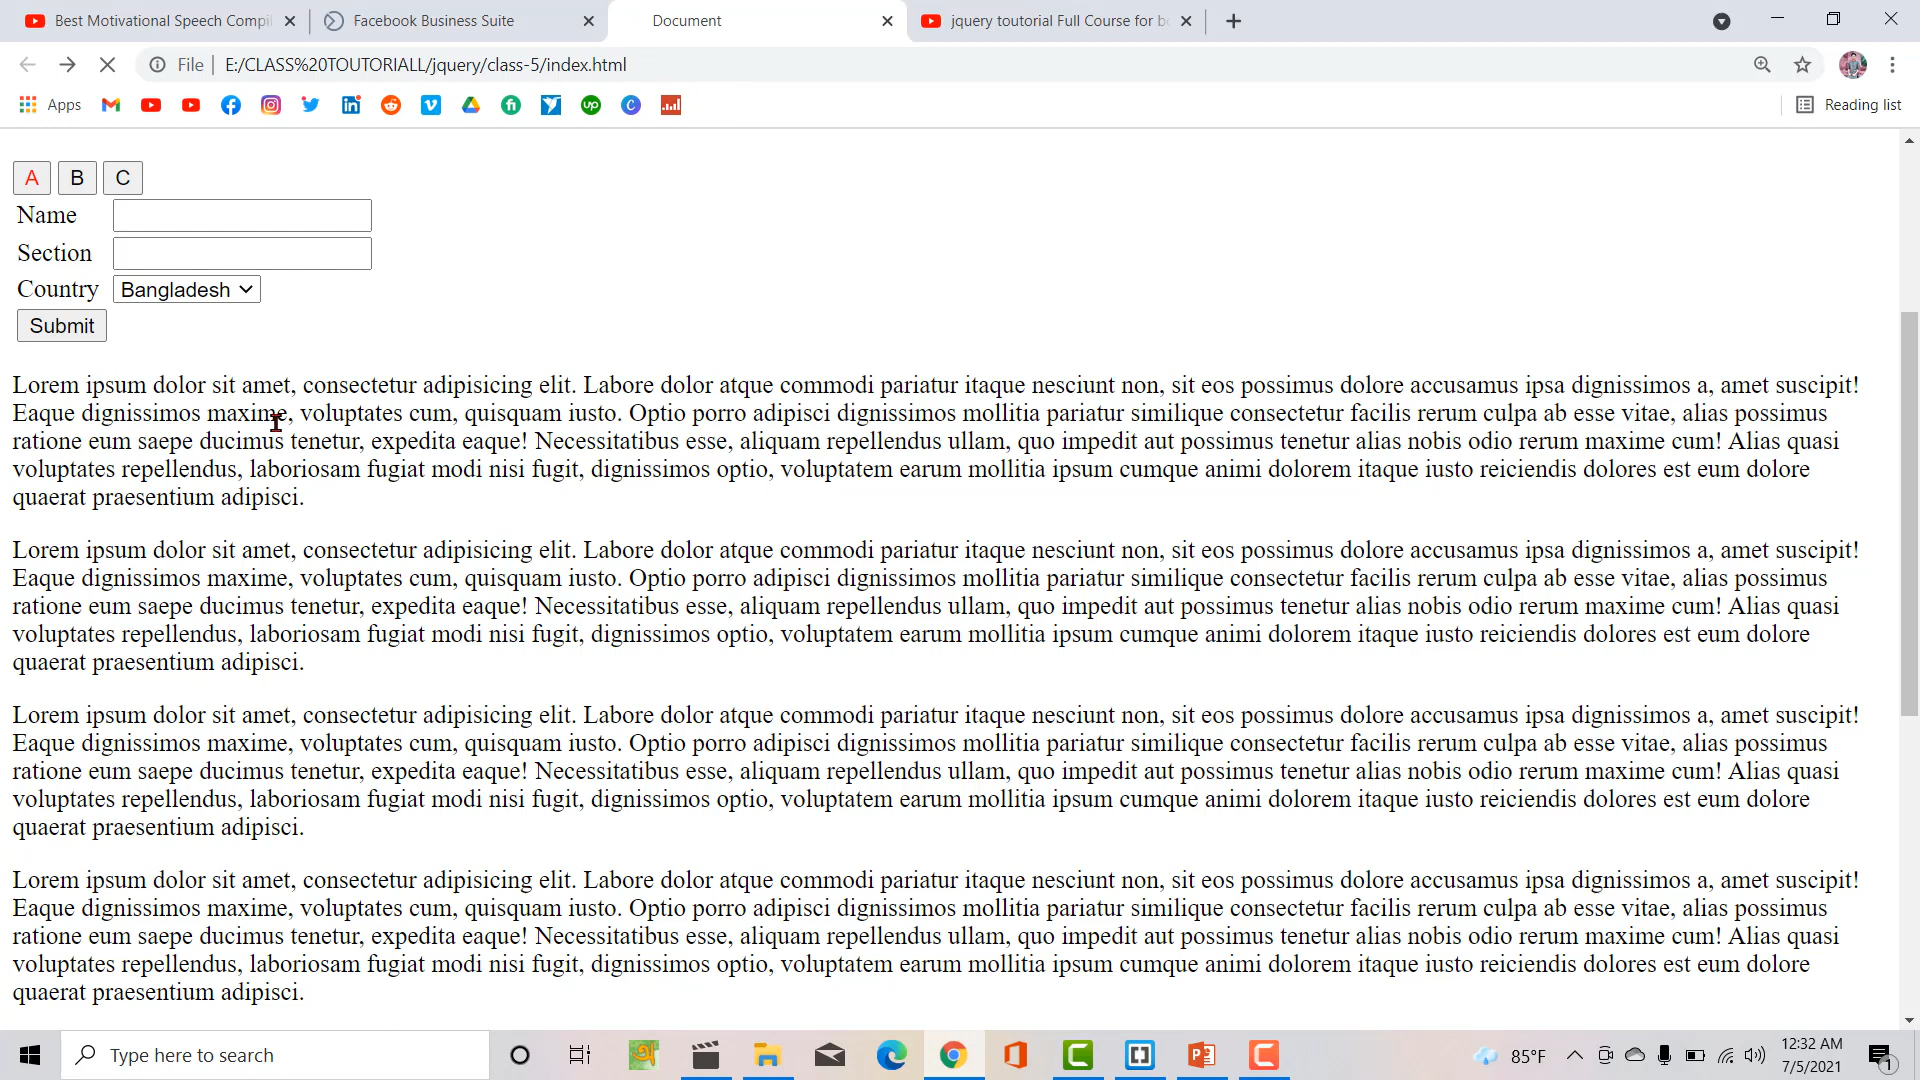 Best Motivational Speech Compil
Facebook Business Suite
Document
jquery toutorial Full Course for b
File
E:/CLASS%20TOUTORIALL/jquery/class-5/index.html
Apps
Reading list
A B C
Name
Section
Country Bangladesh
Submit
Lorem ipsum dolor sit amet, consectetur adipisicing elit. Labore dolor atque commodi pariatur itaque nesciunt non, sit eos possimus dolore accusamus ipsa dignissimos a, amet suscipit!
Eaque dignissimos maxime, voluptates cum, quisquam iusto. Optio porro adipisci dignissimos mollitia pariatur similique consectetur facilis rerum culpa ab esse vitae, alias possimus
ratione eum saepe ducimus tenetur, expedita eaque! Necessitatibus esse, aliquam repellendus ullam, quo impedit aut possimus tenetur alias nobis odio rerum maxime cum! Alias quasi
voluptates repellendus, laboriosam fugiat modi nisi fugit, dignissimos optio, voluptatem earum mollitia ipsum cumque animi dolorem itaque iusto reiciendis dolores est eum dolore
quaerat praesentium adipisci.
Lorem ipsum dolor sit amet, consectetur adipisicing elit. Labore dolor atque commodi pariatur itaque nesciunt non, sit eos possimus dolore accusamus ipsa dignissimos a, amet suscipit!
Eaque dignissimos maxime, voluptates cum, quisquam iusto. Optio porro adipisci dignissimos mollitia pariatur similique consectetur facilis rerum culpa ab esse vitae, alias possimus
ratione eum saepe ducimus tenetur, expedita eaque! Necessitatibus esse, aliquam repellendus ullam, quo impedit aut possimus tenetur alias nobis odio rerum maxime cum! Alias quasi
voluptates repellendus, laboriosam fugiat modi nisi fugit, dignissimos optio, voluptatem earum mollitia ipsum cumque animi dolorem itaque iusto reiciendis dolores est eum dolore
quaerat praesentium adipisci.
Lorem ipsum dolor sit amet, consectetur adipisicing elit. Labore dolor atque commodi pariatur itaque nesciunt non, sit eos possimus dolore accusamus ipsa dignissimos a, amet suscipit!
Eaque dignissimos maxime, voluptates cum, quisquam iusto. Optio porro adipisci dignissimos mollitia pariatur similique consectetur facilis rerum culpa ab esse vitae, alias possimus
ratione eum saepe ducimus tenetur, expedita eaque! Necessitatibus esse, aliquam repellendus ullam, quo impedit aut possimus tenetur alias nobis odio rerum maxime cum! Alias quasi
voluptates repellendus, laboriosam fugiat modi nisi fugit, dignissimos optio, voluptatem earum mollitia ipsum cumque animi dolorem itaque iusto reiciendis dolores est eum dolore
quaerat praesentium adipisci.
Lorem ipsum dolor sit amet, consectetur adipisicing elit. Labore dolor atque commodi pariatur itaque nesciunt non, sit eos possimus dolore accusamus ipsa dignissimos a, amet suscipit!
Eaque dignissimos maxime, voluptates cum, quisquam iusto. Optio porro adipisci dignissimos mollitia pariatur similique consectetur facilis rerum culpa ab esse vitae, alias possimus
ratione eum saepe ducimus tenetur, expedita eaque! Necessitatibus esse, aliquam repellendus ullam, quo impedit aut possimus tenetur alias nobis odio rerum maxime cum! Alias quasi
voluptates repellendus, laboriosam fugiat modi nisi fugit, dignissimos optio, voluptatem earum mollitia ipsum cumque animi dolorem itaque iusto reiciendis dolores est eum dolore
quaerat praesentium adipisci.
Type here to search
85°F
12:32 AM
7/5/2021
1